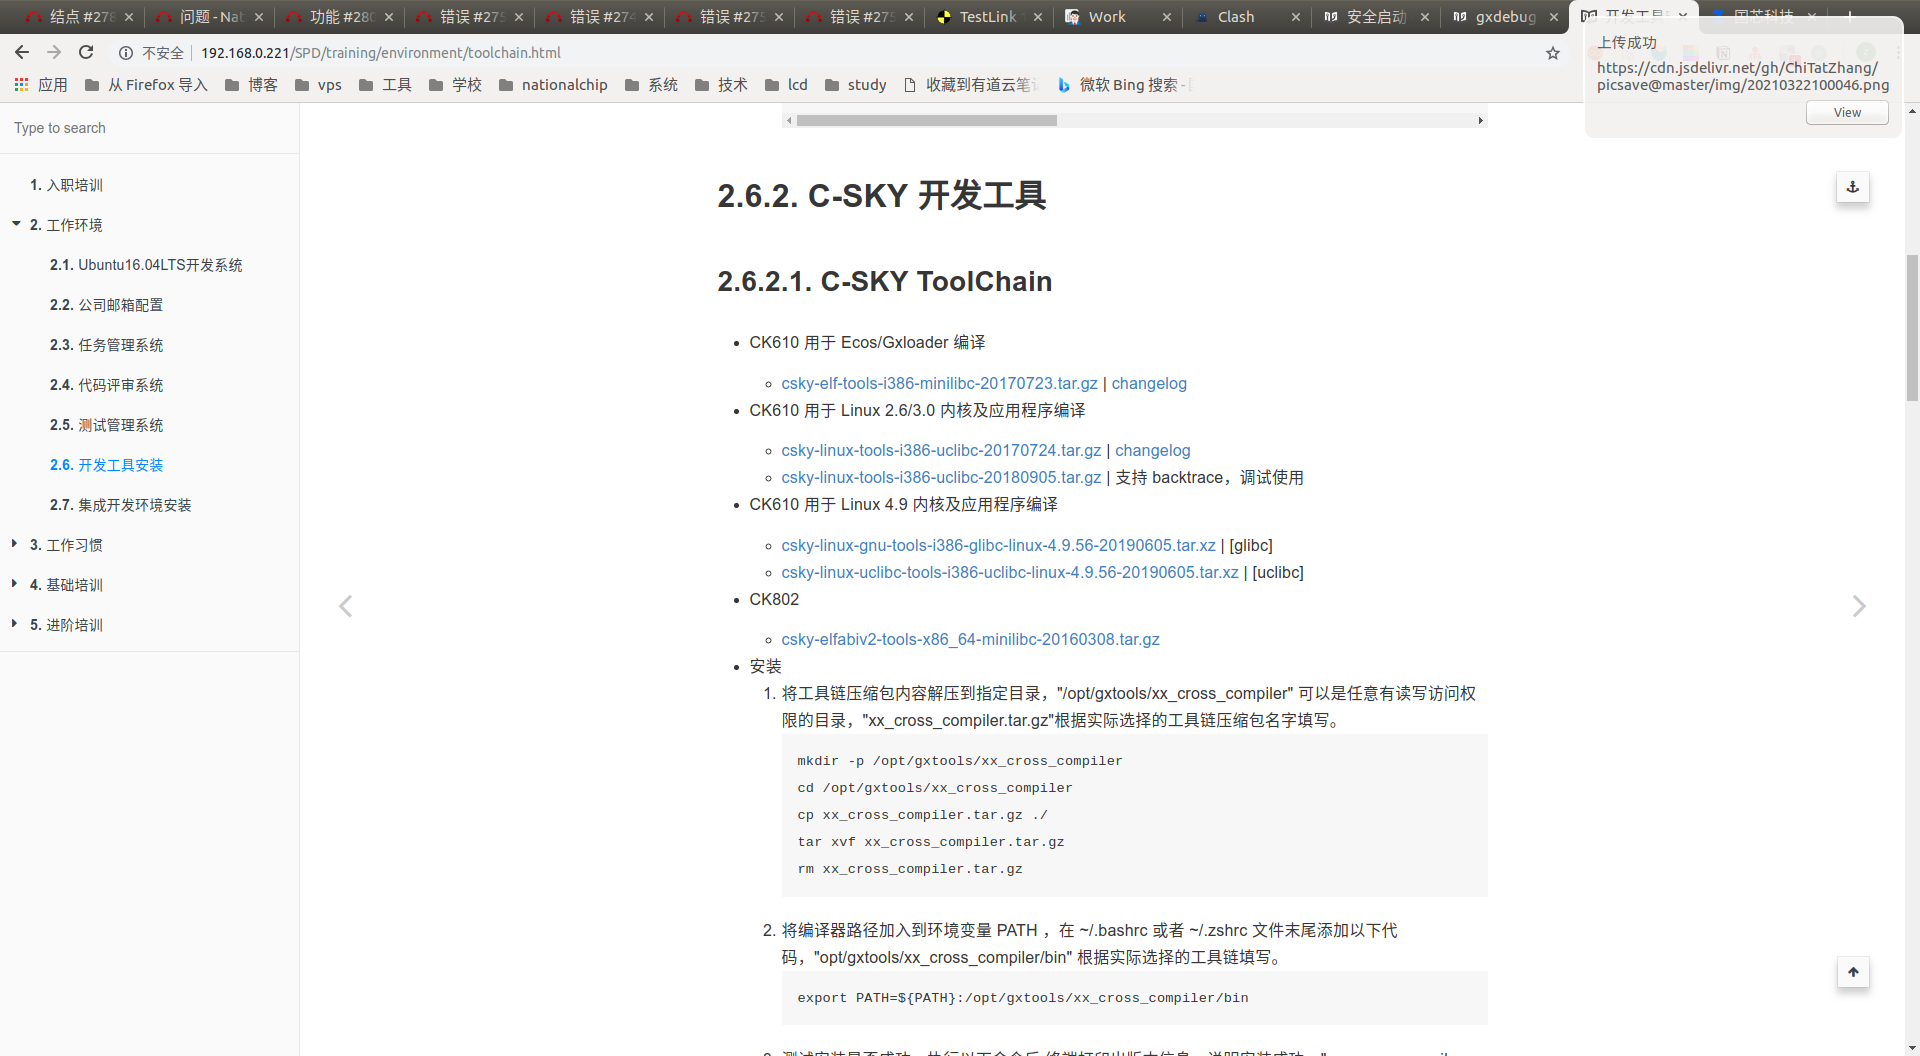 结点 #278
问题 - Nat
功能 #280
错误 #275
错误 #274
错误 #275
错误 #275
TestLink
Work
Clash
安全启动
gxdebug
开发工具
国芯科技
不安全
192.168.0.221/SPD/training/environment/toolchain.html
应用
从 Firefox 导入
博客
vps
工具
学校
nationalchip
系统
技术
lcd
study
收藏到有道云笔记
微软 Bing 搜索 -
上传成功
https://cdn.jsdelivr.net/gh/ChiTatZhang/
picsave@master/img/20210322100046.png
View
Type to search
1. 入职培训
2. 工作环境
2.1. Ubuntu16.04LTS开发系统
2.2. 公司邮箱配置
2.3. 任务管理系统
2.4. 代码评审系统
2.5. 测试管理系统
2.6. 开发工具安装
2.7. 集成开发环境安装
3. 工作习惯
4. 基础培训
5. 进阶培训
2.6.2. C-SKY 开发工具
2.6.2.1. C-SKY ToolChain
• CK610 用于 Ecos/Gxloader 编译
◦ csky-elf-tools-i386-minilibc-20170723.tar.gz | changelog
• CK610 用于 Linux 2.6/3.0 内核及应用程序编译
◦ csky-linux-tools-i386-uclibc-20170724.tar.gz | changelog
◦ csky-linux-tools-i386-uclibc-20180905.tar.gz | 支持 backtrace，调试使用
• CK610 用于 Linux 4.9 内核及应用程序编译
◦ csky-linux-gnu-tools-i386-glibc-linux-4.9.56-20190605.tar.xz | [glibc]
◦ csky-linux-uclibc-tools-i386-uclibc-linux-4.9.56-20190605.tar.xz | [uclibc]
• CK802
◦ csky-elfabiv2-tools-x86_64-minilibc-20160308.tar.gz
• 安装
1. 将工具链压缩包内容解压到指定目录，"/opt/gxtools/xx_cross_compiler" 可以是任意有读写访问权
限的目录，"xx_cross_compiler.tar.gz"根据实际选择的工具链压缩包名字填写。
mkdir -p /opt/gxtools/xx_cross_compiler
cd /opt/gxtools/xx_cross_compiler
cp xx_cross_compiler.tar.gz ./
tar xvf xx_cross_compiler.tar.gz
rm xx_cross_compiler.tar.gz
2. 将编译器路径加入到环境变量 PATH ，在 ~/.bashrc 或者 ~/.zshrc 文件末尾添加以下代
码，"opt/gxtools/xx_cross_compiler/bin" 根据实际选择的工具链填写。
export PATH=${PATH}:/opt/gxtools/xx_cross_compiler/bin